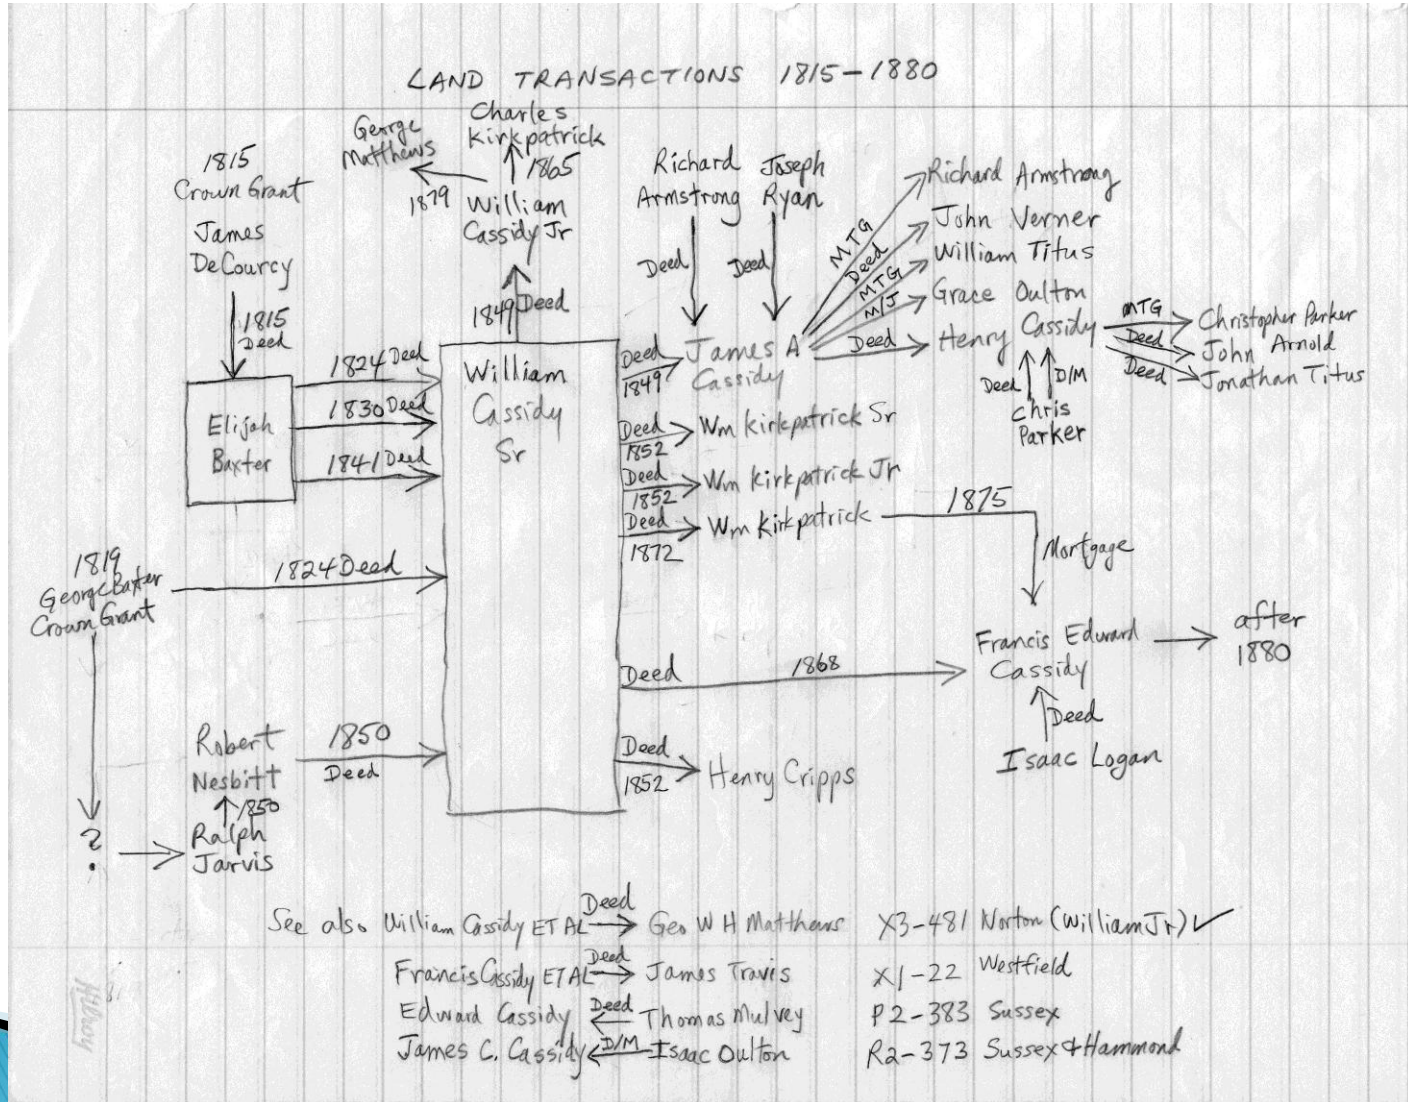 LAND TRANSACTIONS 1815-1880
George
Matthews
1879
Charles
Kirkpatrick
1865
William
Cassidy Jr
1849 Deed
1815
Crown Grant
James
DeCourcy
1815
Deed
Elijah
Baxter
1824 Deed
1830 Deed
1841 Deed
William
Cassidy
Sr
1819
George Baxter
Crown Grant
1824 Deed
?
Ralph
Jarvis
1850
Robert
Nesbitt
1850
Deed
Richard
Armstrong
Deed
Joseph
Ryan
Deed
Deed
1849
James A
Cassidy
MTG
Richard Armstrong
Deed
John Verner
MTG
William Titus
M/J
Grace Oulton
Deed
Henry Cassidy
MTG
Christopher Parker
Deed
John Arnold
Deed
Jonathan Titus
Deed
D/M
Chris
Parker
Deed
1852
Wm Kirkpatrick Sr
Deed
1852
Wm Kirkpatrick Jr
Deed
1872
Wm Kirkpatrick
1875
Mortgage
Deed
1868
Francis Edward
Cassidy
after
1880
Deed
Isaac Logan
Deed
1852
Henry Cripps
See also William Cassidy ET AL Deed Geo W H Matthews X3-481 Norton (William Jr) ✓
Francis Cassidy ET AL Deed James Travis X1-22 Westfield
Edward Cassidy Deed Thomas Mulvey P2-383 Sussex
James C. Cassidy D/M Isaac Oulton R2-373 Sussex & Hammond